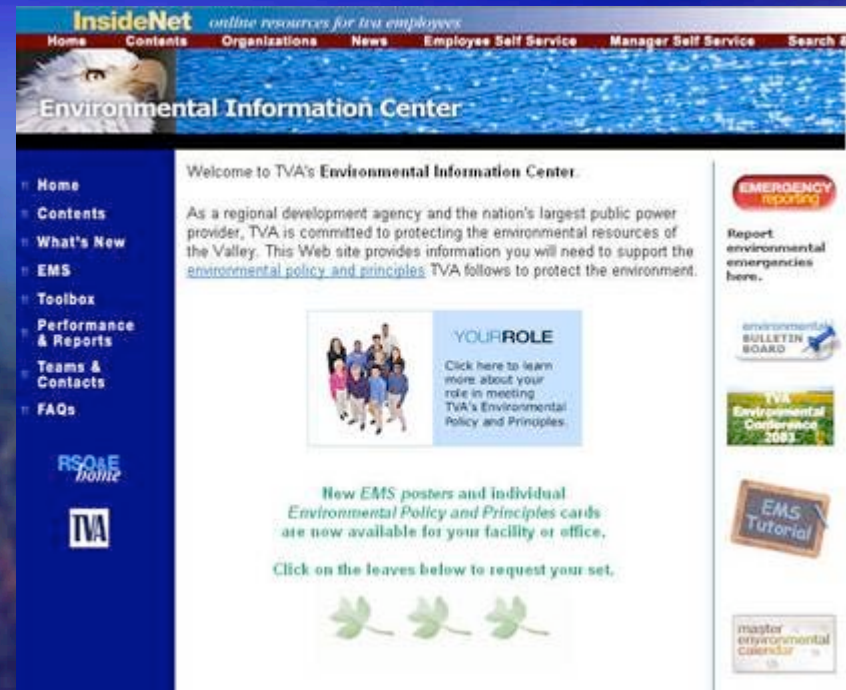 InsideNet online resources for tva employees
Home Contents Organizations News Employee Self Service Manager Self Service Search &
Environmental Information Center
Home
Contents
What's New
EMS
Toolbox
Performance
& Reports
Teams &
Contacts
FAQs
RSO&E
home
TVA
Welcome to TVA's Environmental Information Center.
As a regional development agency and the nation's largest public power
provider, TVA is committed to protecting the environmental resources of
the Valley. This Web site provides information you will need to support the
environmental policy and principles TVA follows to protect the environment.
YOURROLE
Click here to learn
more about your
role in meeting
TVA's Environmental
Policy and Principles.
New EMS posters and individual
Environmental Policy and Principles cards
are now available for your facility or office.
Click on the leaves below to request your set.
EMERGENCY
reporting
Report
environmental
emergencies
here.
environmental
BULLETIN
BOARD
TVA
Environmental
Conference
2003
EMS
Tutorial
master
environmental
calendar